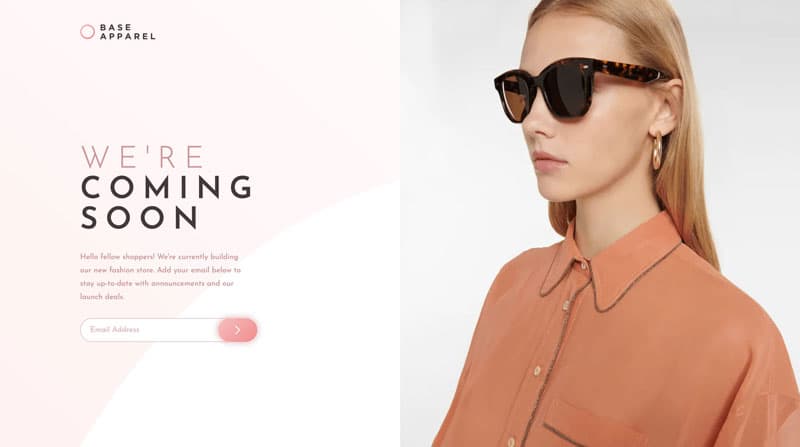 BASE
APPAREL
WE'RE
COMING
SOON
Hello fellow shoppers! We're currently building
our new fashion store. Add your email below to
stay up-to-date with announcements and our
launch deals.
Email Address